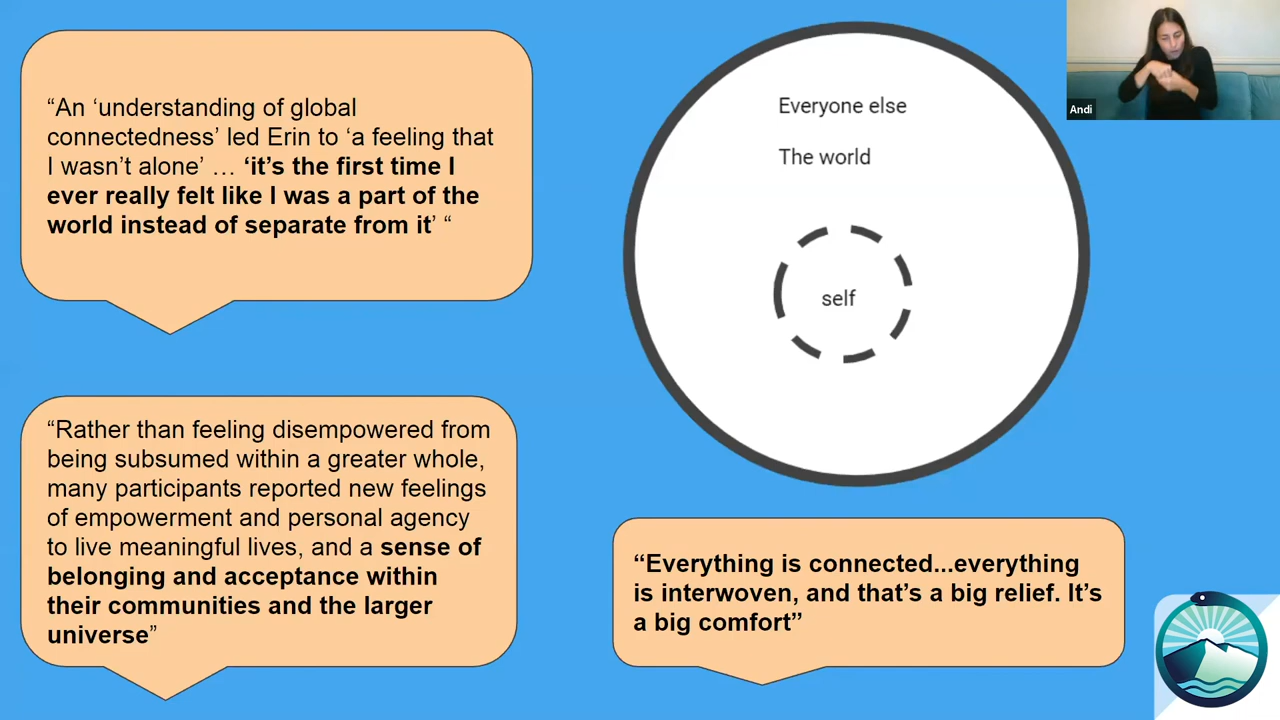 “An ‘understanding of global
connectedness’ led Erin to ‘a feeling that
I wasn’t alone’ … ‘it’s the first time I
ever really felt like I was a part of the
world instead of separate from it’ “
Everyone else
The world
self
Andi
“Rather than feeling disempowered from
being subsumed within a greater whole,
many participants reported new feelings
of empowerment and personal agency
to live meaningful lives, and a sense of
belonging and acceptance within
their communities and the larger
universe”
“Everything is connected...everything
is interwoven, and that’s a big relief. It’s
a big comfort”